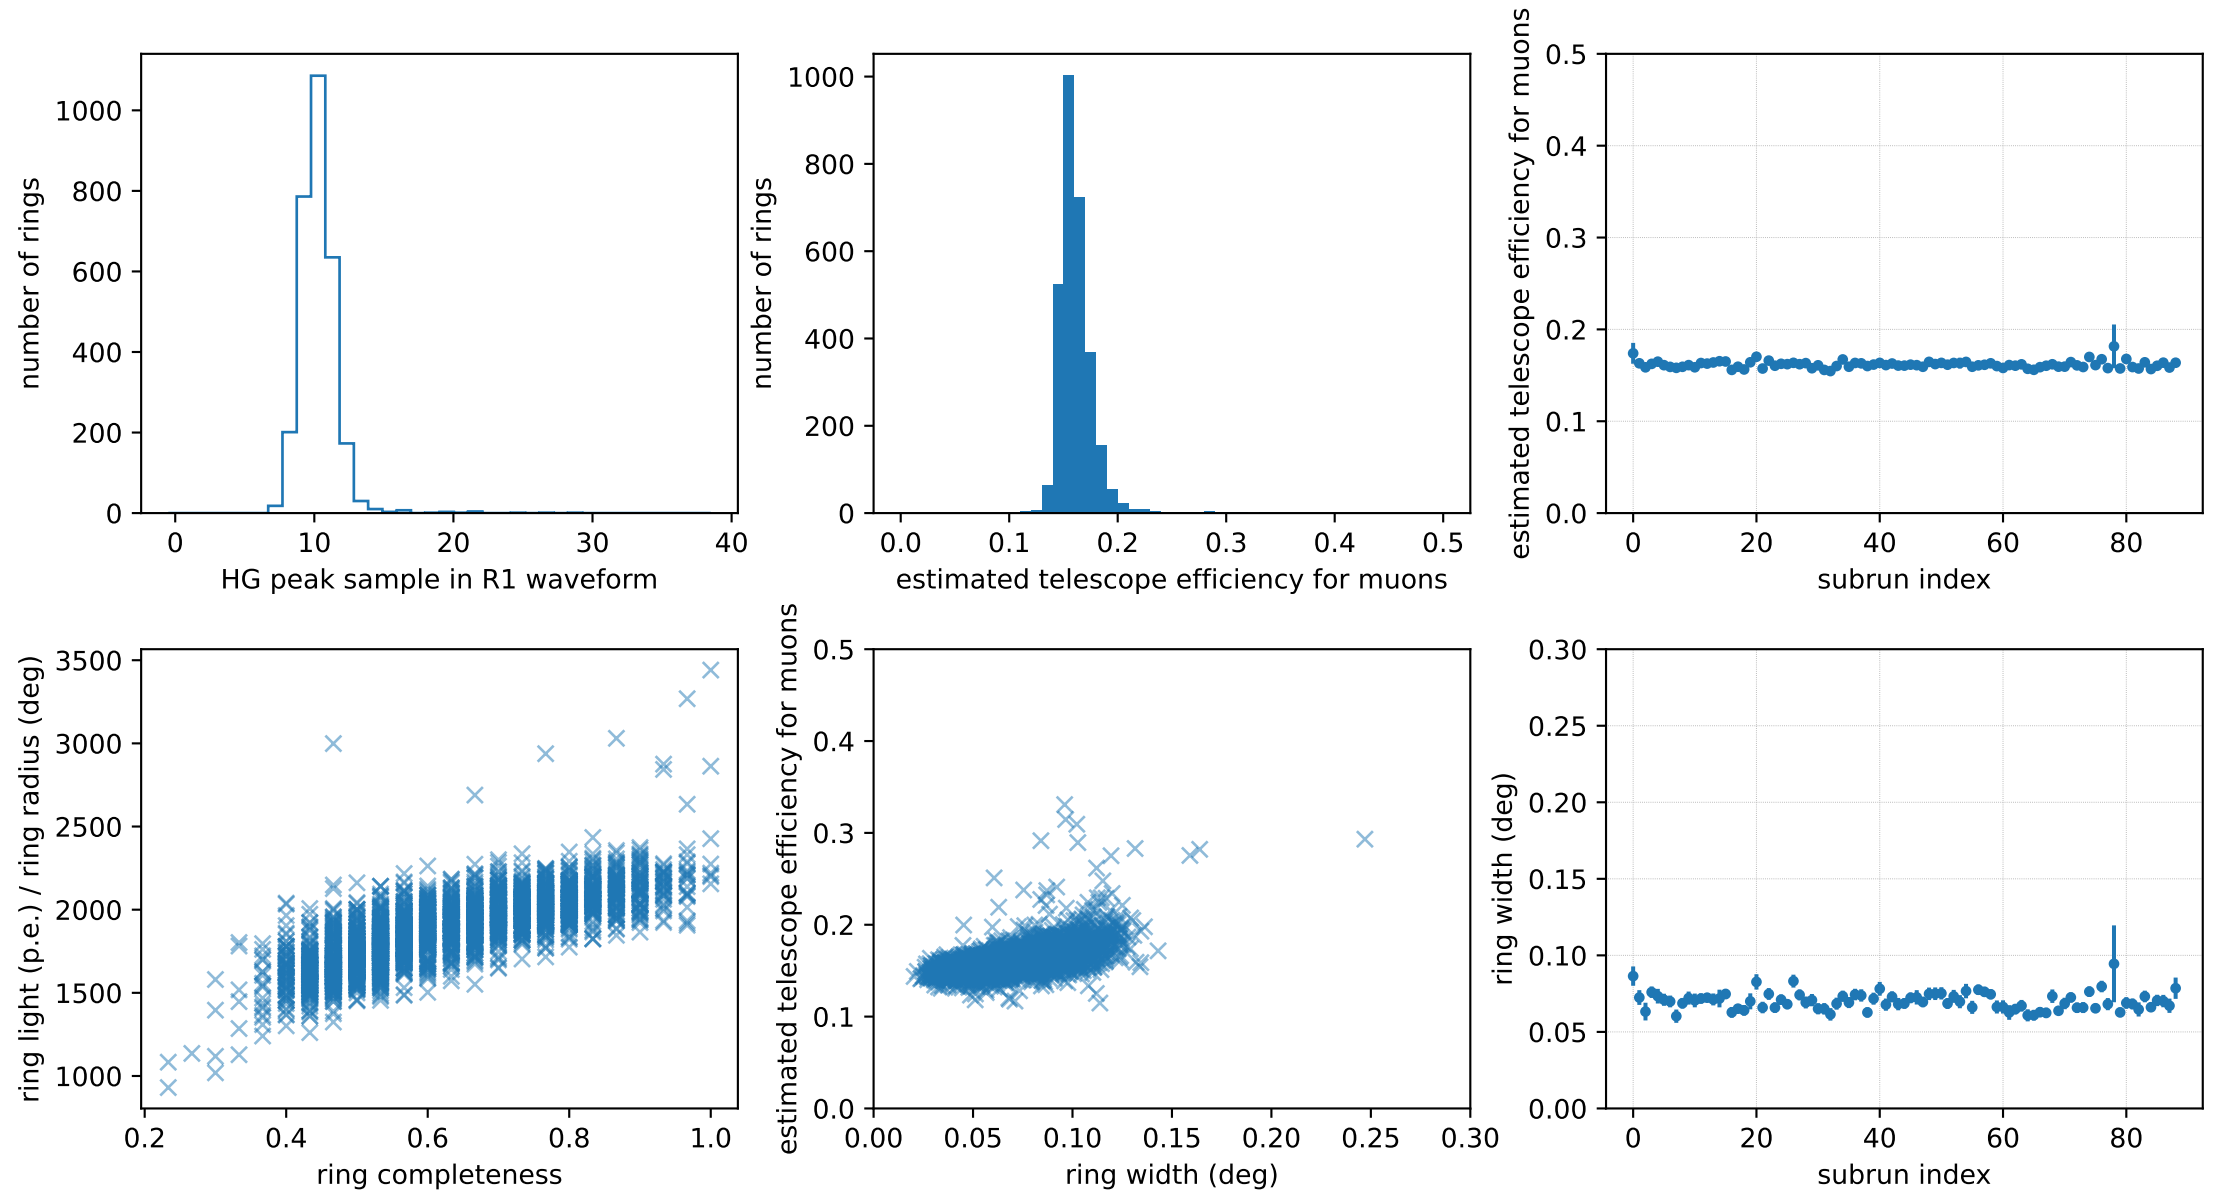 number of rings
1000
800
600
400
200
0
0 10 20 30 40
HG peak sample in R1 waveform
number of rings
1000
800
600
400
200
0
0.0 0.1 0.2 0.3 0.4 0.5
estimated telescope efficiency for muons
estimated telescope efficiency for muons
0.5
0.4
0.3
0.2
0.1
0.0
0 20 40 60 80
subrun index
ring light (p.e.) / ring radius (deg)
3500
3000
2500
2000
1500
1000
0.2 0.4 0.6 0.8 1.0
ring completeness
estimated telescope efficiency for muons
0.5
0.4
0.3
0.2
0.1
0.0
0.00 0.05 0.10 0.15 0.20 0.25 0.30
ring width (deg)
ring width (deg)
0.30
0.25
0.20
0.15
0.10
0.05
0.00
0 20 40 60 80
subrun index